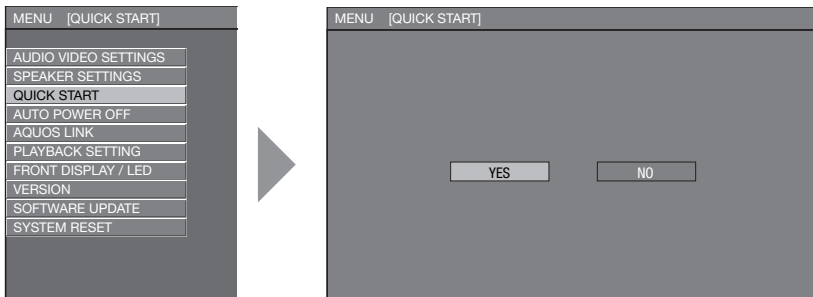 MENU [QUICK START]
AUDIO VIDEO SETTINGS
SPEAKER SETTINGS
QUICK START
AUTO POWER OFF
AQUOS LINK
PLAYBACK SETTING
FRONT DISPLAY / LED
VERSION
SOFTWARE UPDATE
SYSTEM RESET
MENU [QUICK START]
YES NO